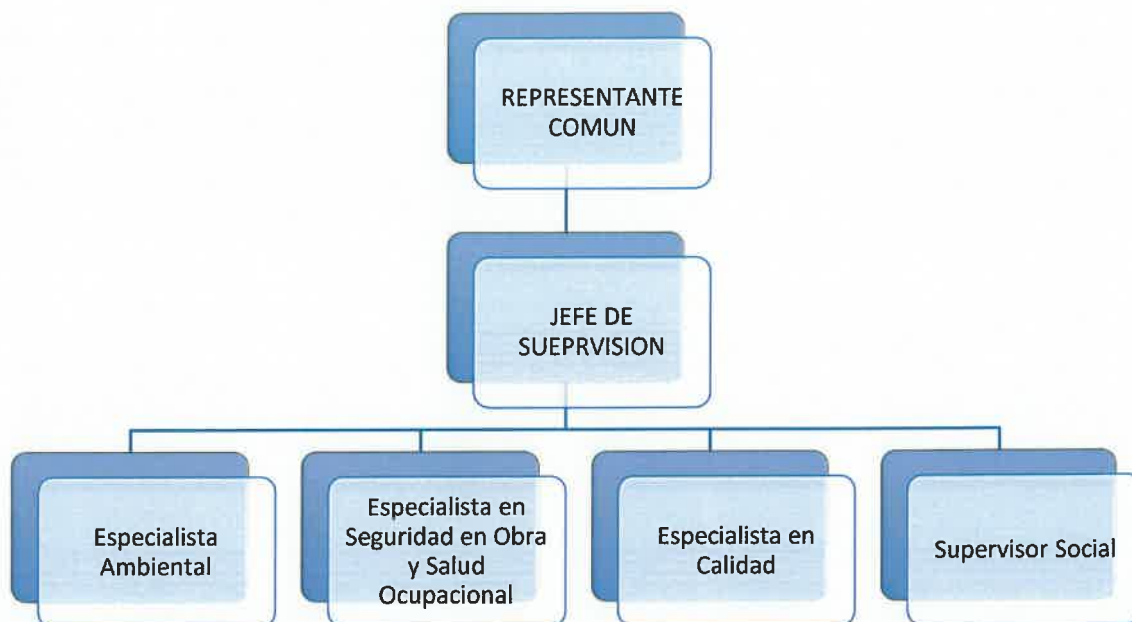 REPRESENTANTE
COMUN
JEFE DE
SUEPRVISION
Especialista
Ambiental
Especialista en
Seguridad en Obra
y Salud
Ocupacional
Especialista en
Calidad
Supervisor Social